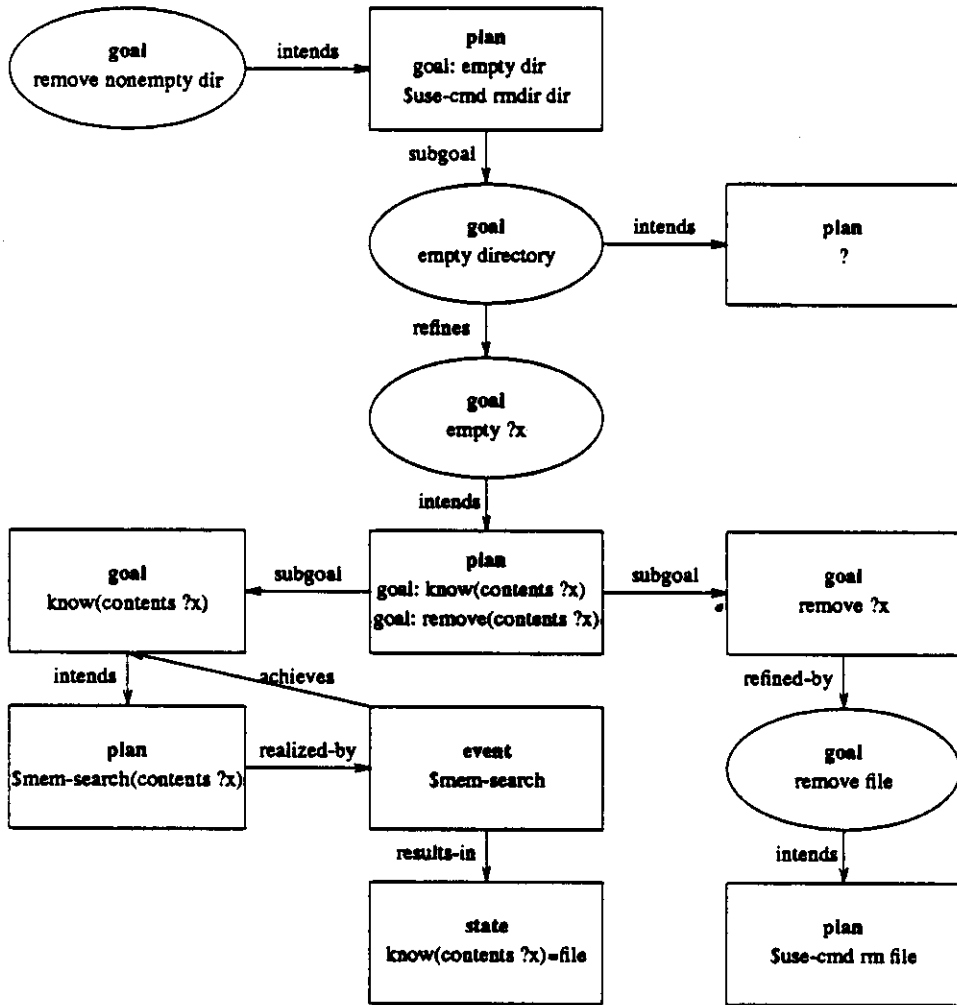 goal
remove nonempty dir
intends
plan
goal: empty dir
$use-cmd rmdir dir
subgoal
goal
empty directory
intends
plan
?
refines
goal
empty ?x
intends
goal
know(contents ?x)
subgoal
plan
goal: know(contents ?x)
goal: remove(contents ?x)
subgoal
goal
remove ?x
intends
achieves
refined-by
plan
$mem-search(contents ?x)
realized-by
event
$mem-search
goal
remove file
results-in
intends
state
know(contents ?x)=file
plan
$use-cmd rm file